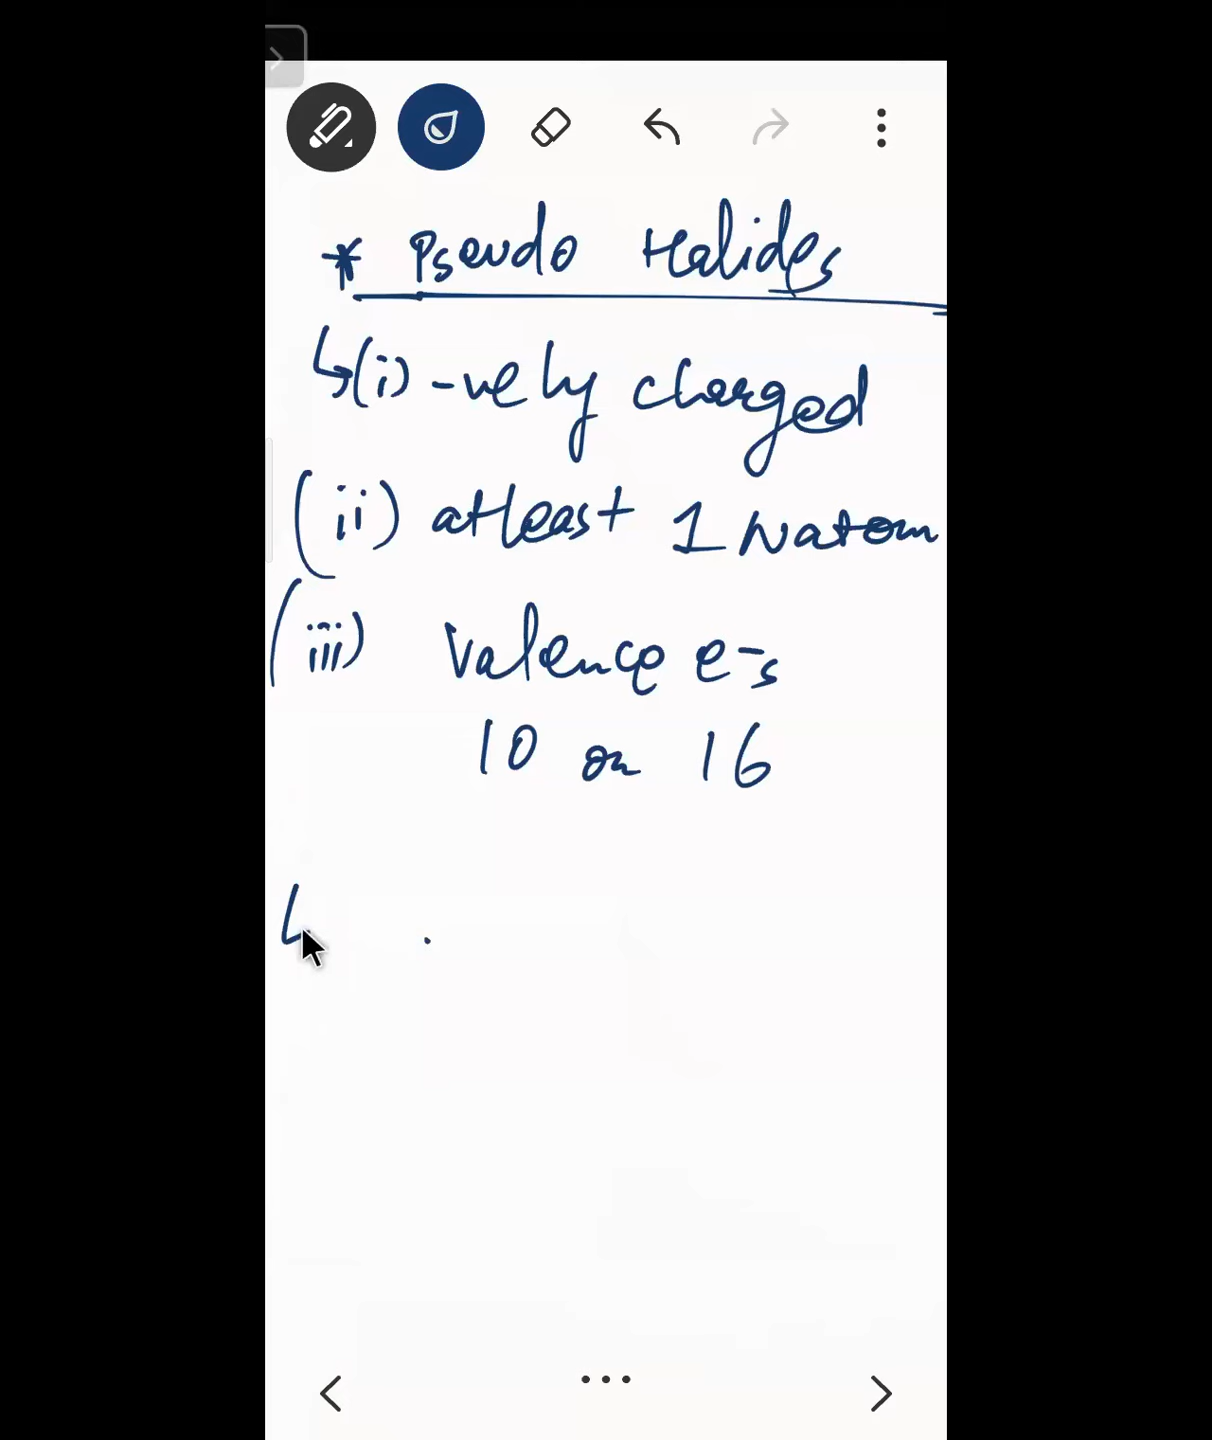 * Pseudo Halides
↳(i) -vely charged
(ii) atleast 1 N atom
(iii) Valence e-s
10 or 16